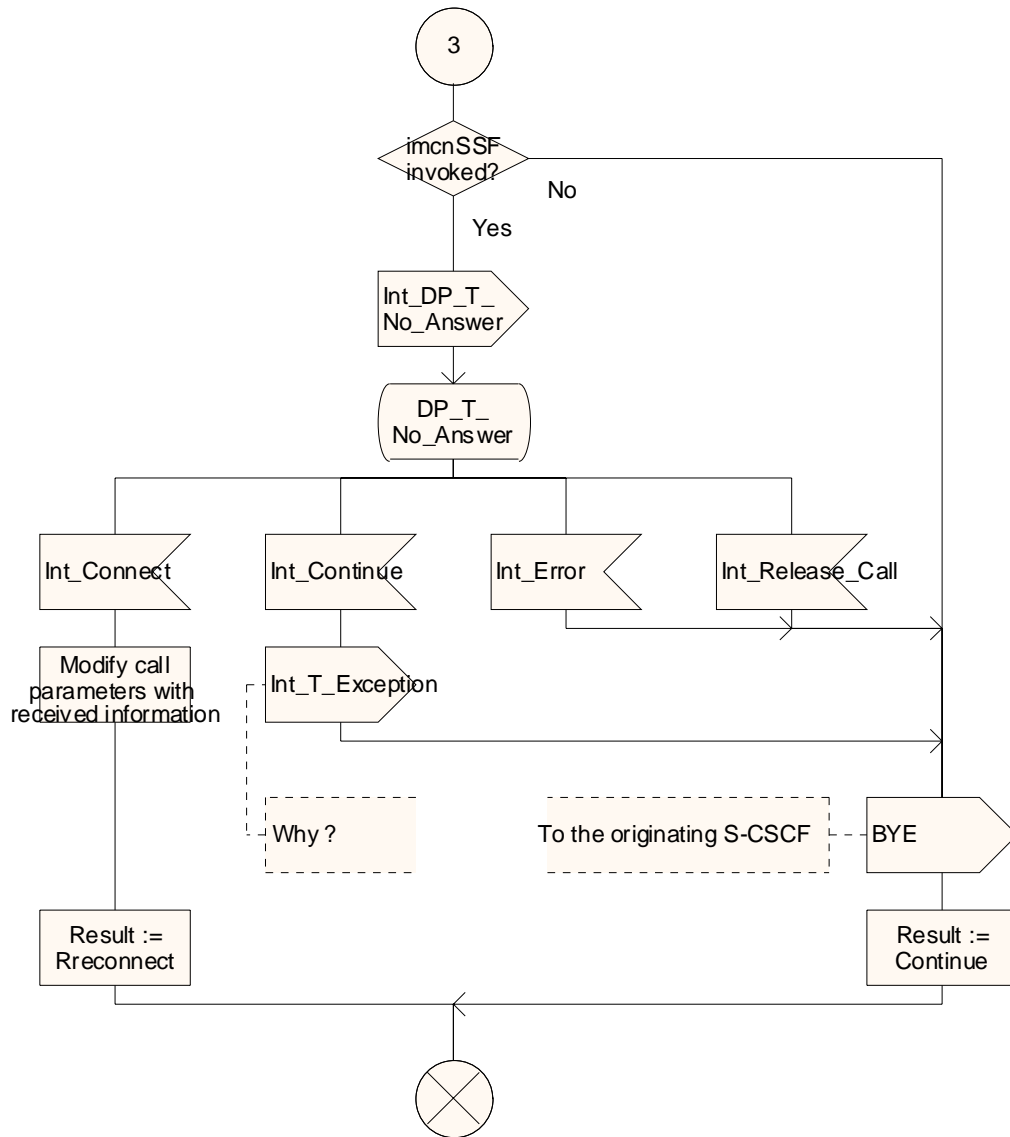 3
imcnSSF
invoked?
No
Yes
Int_DP_T_
No_Answer
DP_T_
No_Answer
Int_Connect
Int_Continue
Int_Error
Int_Release_Call
Modify call
parameters with
received information
Int_T_Exception
Why ?
To the originating S-CSCF
BYE
Result :=
Rreconnect
Result :=
Continue